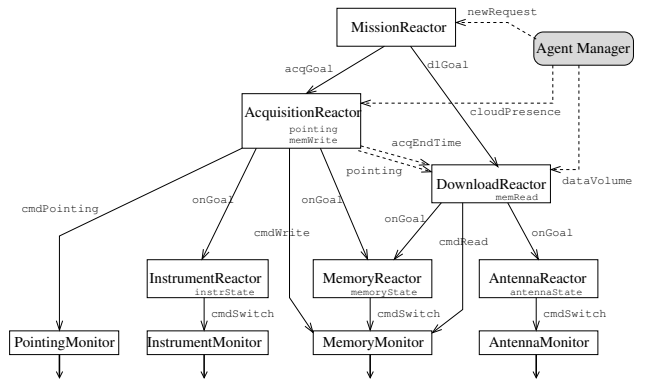 newRequest
MissionReactor
Agent Manager
acqGoal
dlGoal
AcquisitionReactor
pointing
memWrite
cloudPresence
acqEndTime
pointing
DownloadReactor
memRead
dataVolume
cmdPointing
onGoal
onGoal
onGoal
cmdWrite
cmdRead
onGoal
InstrumentReactor
instrState
MemoryReactor
memoryState
AntennaReactor
antennaState
cmdSwitch
cmdSwitch
cmdSwitch
PointingMonitor
InstrumentMonitor
MemoryMonitor
AntennaMonitor